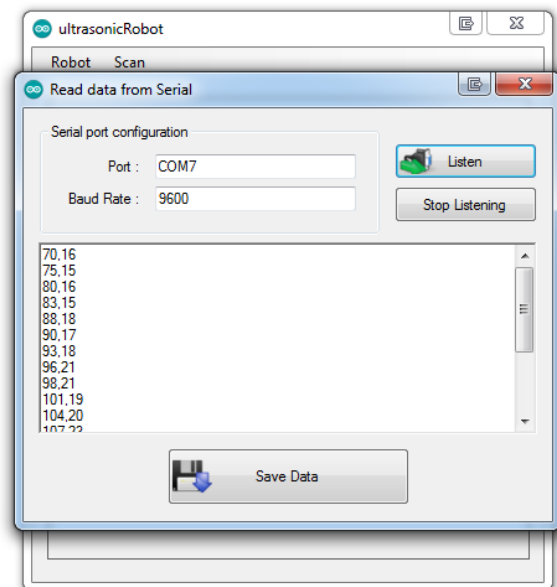 ultrasonicRobot
Robot Scan
Read data from Serial
Serial port configuration
Port : COM7
Baud Rate : 9600
Listen
Stop Listening
70,16
75,15
80,16
83,15
88,18
90,17
93,18
96,21
98,21
101,19
104,20
107,23
Save Data